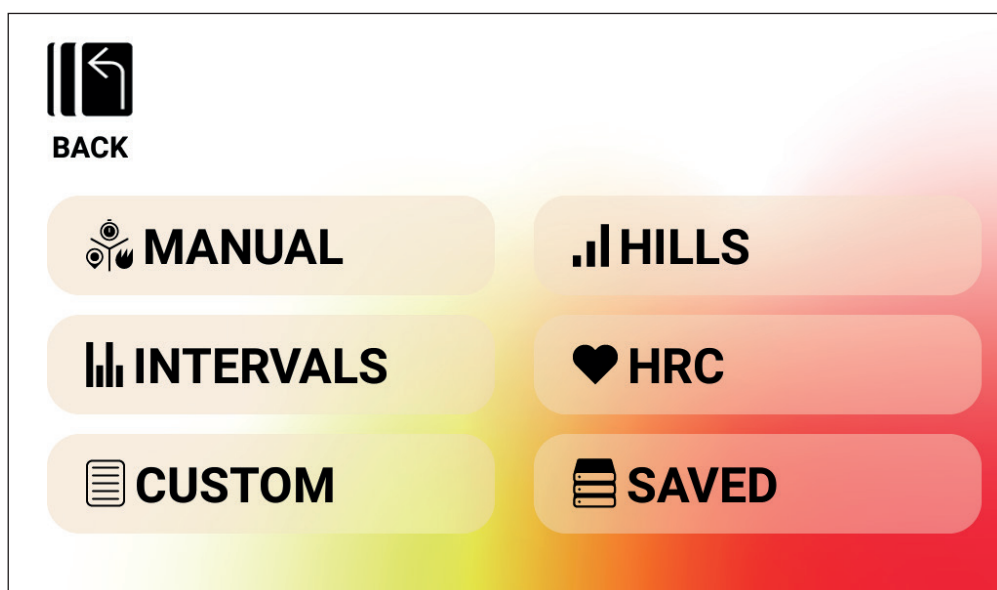 BACK
MANUAL
HILLS
INTERVALS
HRC
CUSTOM
SAVED